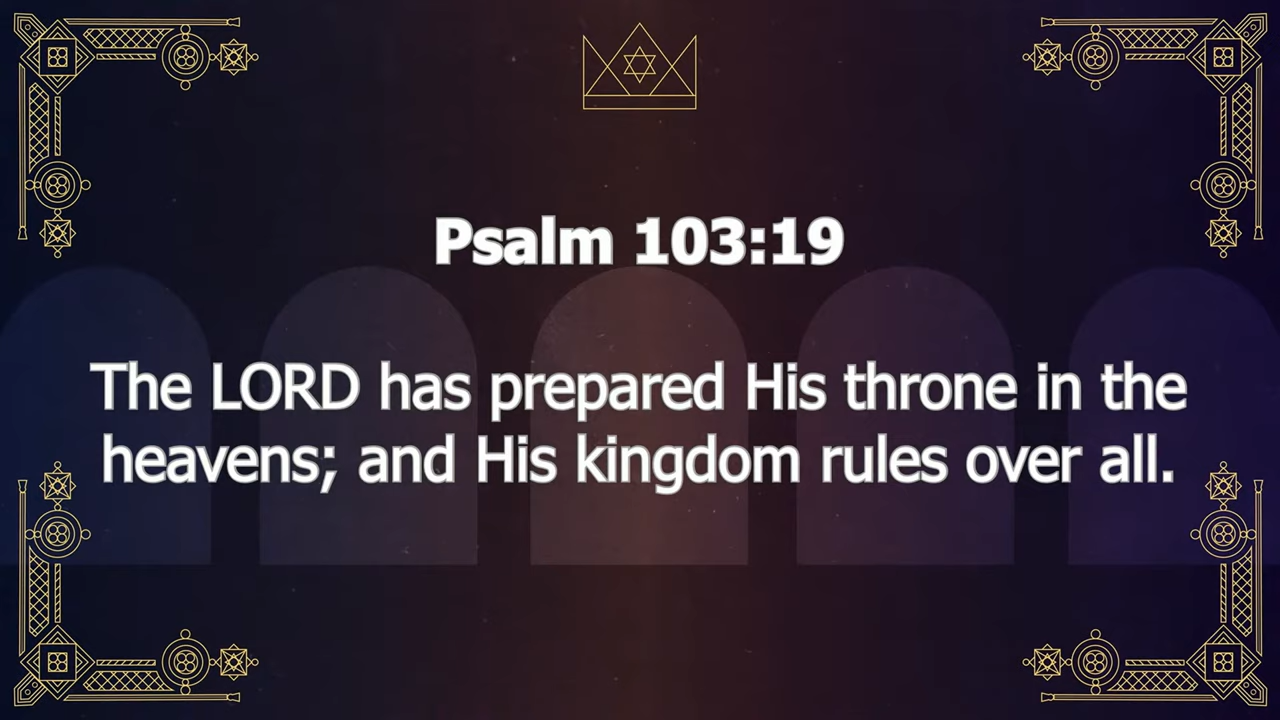 Psalm 103:19
The LORD has prepared His throne in the
heavens; and His kingdom rules over all.